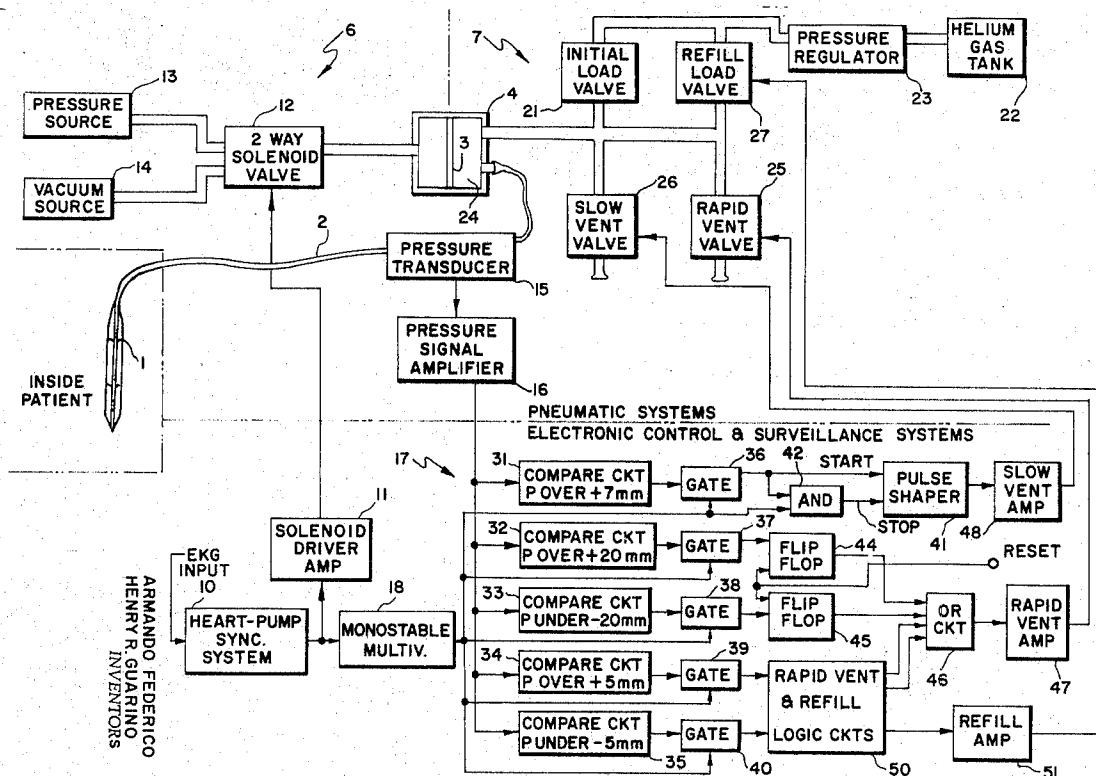 6
7
13
PRESSURE
SOURCE
12
2 WAY
SOLENOID
VALVE
14
VACUUM
SOURCE
4
3
24
INITIAL
LOAD
VALVE
21
REFILL
LOAD
VALVE
27
PRESSURE
REGULATOR
23
HELIUM
GAS
TANK
22
26
SLOW
VENT
VALVE
25
RAPID
VENT
VALVE
2
PRESSURE
TRANSDUCER
15
PRESSURE
SIGNAL
AMPLIFIER
16
1
INSIDE
PATIENT
PNEUMATIC SYSTEMS
ELECTRONIC CONTROL & SURVEILLANCE SYSTEMS
17
31
COMPARE CKT
P OVER +7mm
36
GATE
START
42
AND
STOP
PULSE
SHAPER
41
SLOW
VENT
AMP
48
RESET
32
COMPARE CKT
P OVER +20 mm
37
GATE
FLIP
FLOP
44
33
COMPARE CKT
P UNDER -20mm
38
GATE
FLIP
FLOP
45
OR
CKT
46
RAPID
VENT
AMP
47
34
COMPARE CKT
P OVER +5mm
39
GATE
RAPID VENT
& REFILL
LOGIC CKTS
50
35
COMPARE CKT
P UNDER -5mm
GATE
40
REFILL
AMP
51
11
SOLENOID
DRIVER
AMP
EKG
INPUT
10
HEART-PUMP
SYNC.
SYSTEM
18
MONOSTABLE
MULTIV.
ARMANDO FEDERICO
HENRY R. GUARINO
INVENTORS